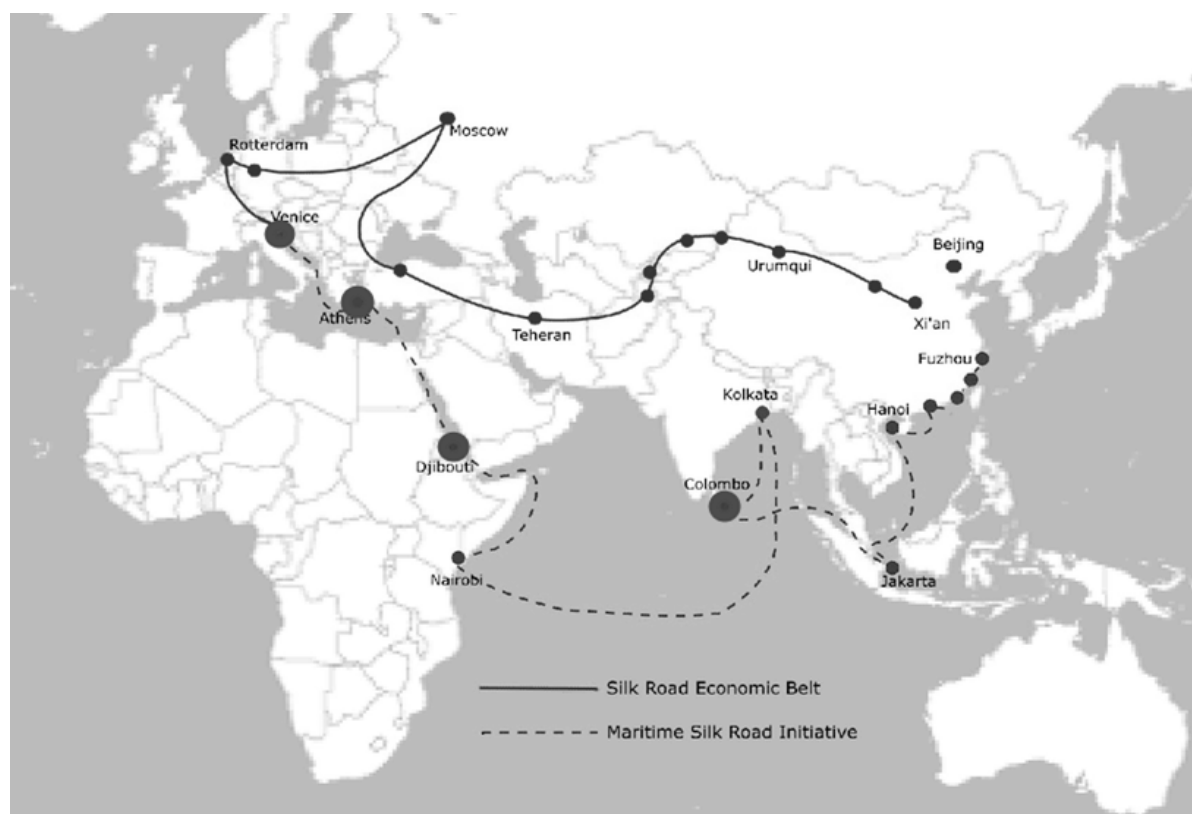 Moscow
Rotterdam
Venice
Beijing
Urumqui
Xi'an
Athens
Teheran
Fuzhou
Kolkata
Hanoi
Djibouti
Colombo
Nairobi
Jakarta
Silk Road Economic Belt
Maritime Silk Road Initiative